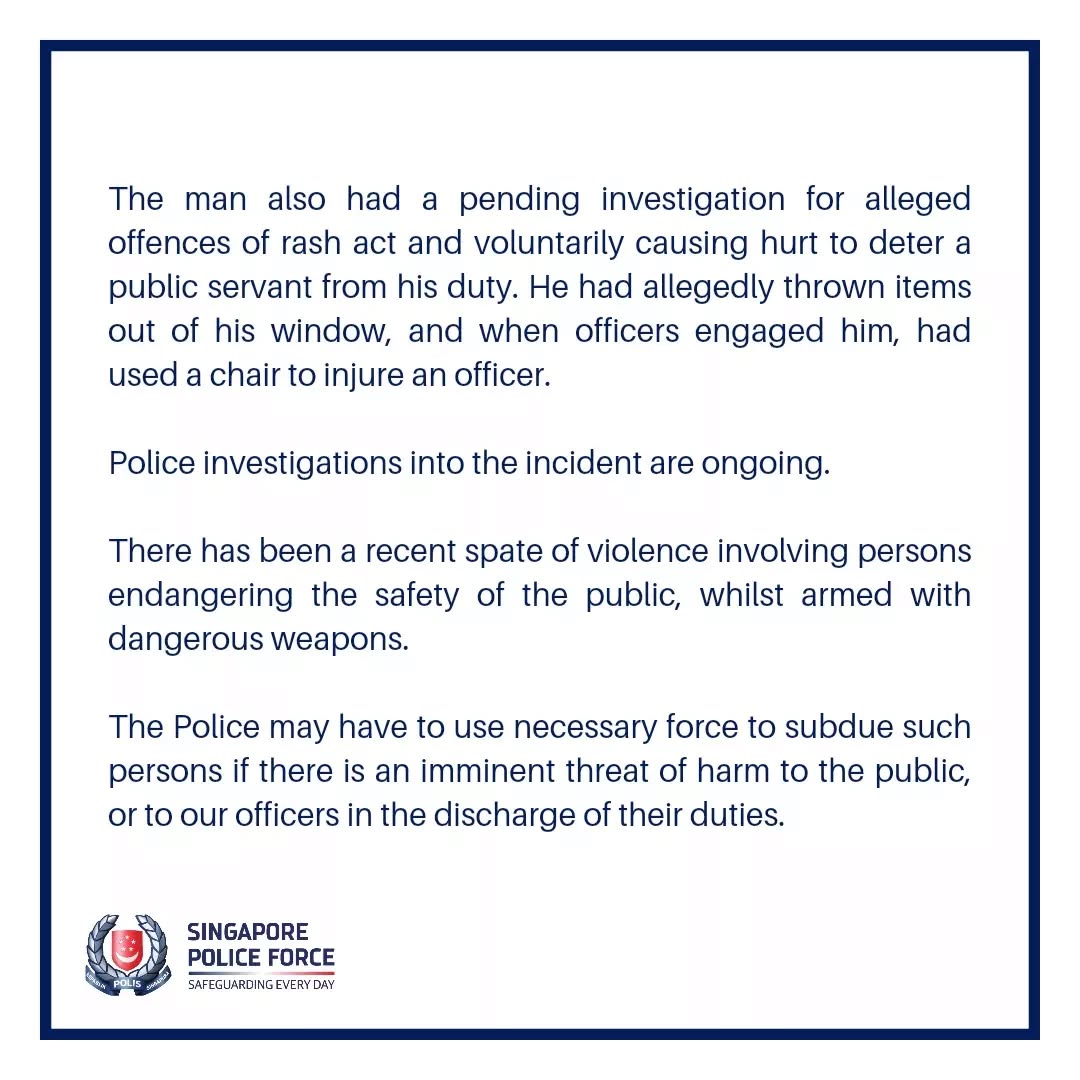 The man also had a pending investigation for alleged
offences of rash act and voluntarily causing hurt to deter a
public servant from his duty. He had allegedly thrown items
out of his window, and when officers engaged him, had
used a chair to injure an officer.
Police investigations into the incident are ongoing.
There has been a recent spate of violence involving persons
endangering the safety of the public, whilst armed with
dangerous weapons.
The Police may have to use necessary force to subdue such
persons if there is an imminent threat of harm to the public,
or to our officers in the discharge of their duties.
SINGAPORE
POLICE FORCE
SAFEGUARDING EVERY DAY
POLIS